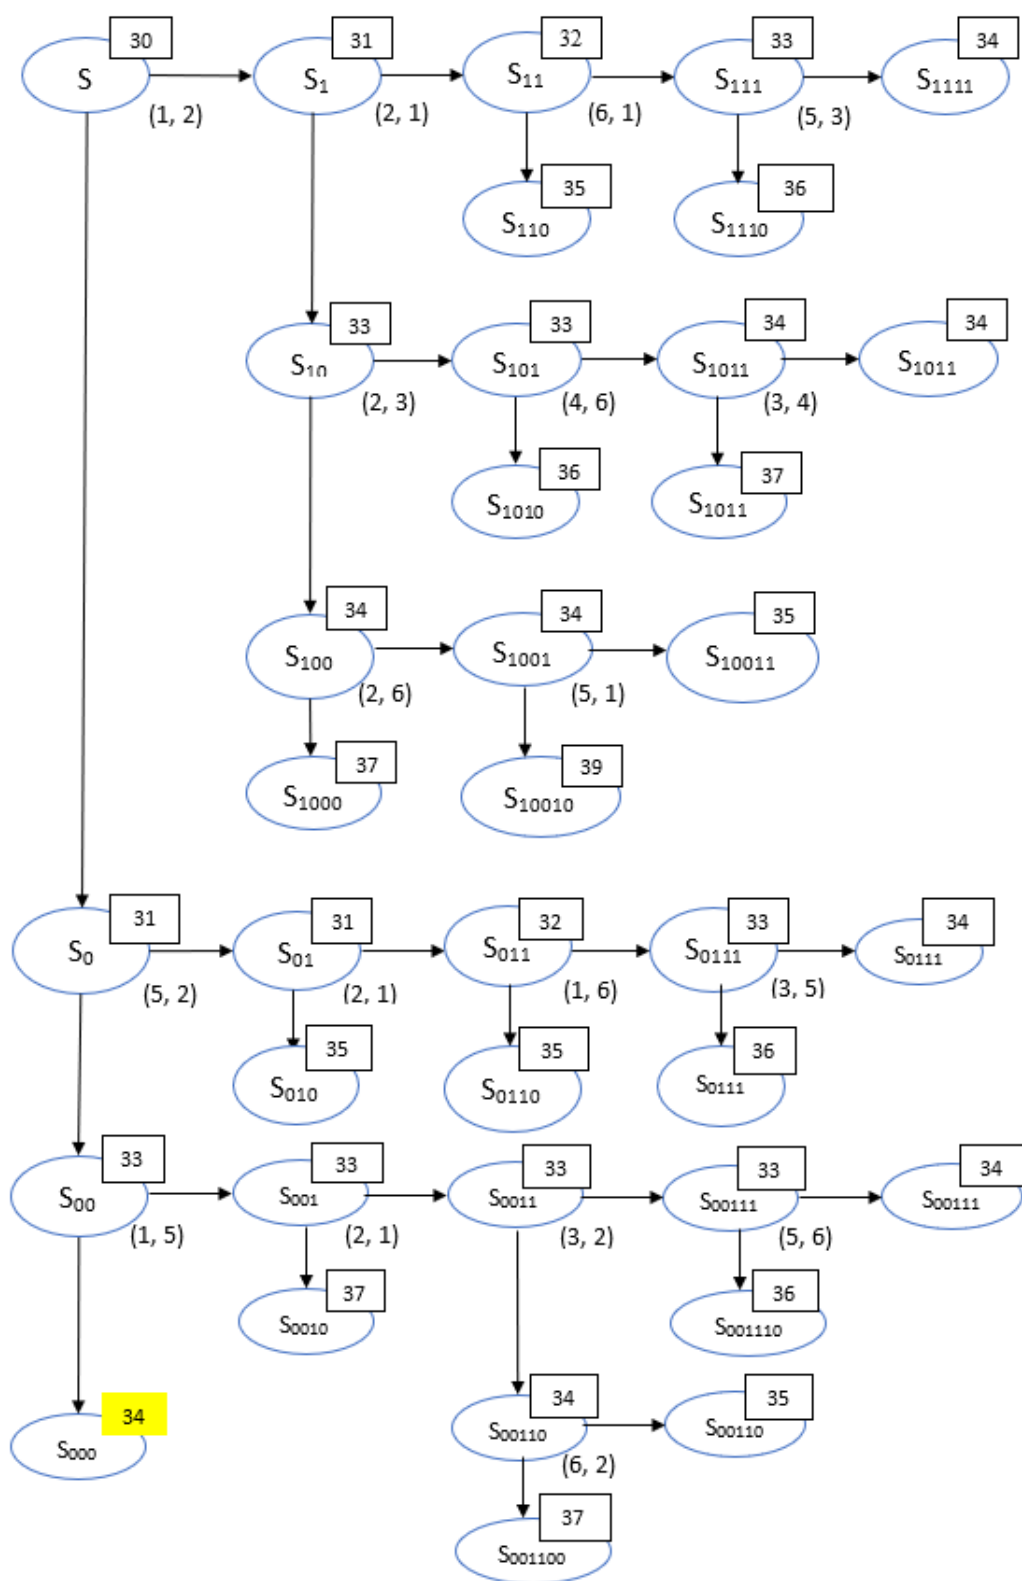 30 31 32 33 34
S S₁ S₁₁ S₁₁₁ S₁₁₁₁
(1, 2) (2, 1) (6, 1) (5, 3)
35 36
S₁₁₀ S₁₁₁₀
33 33 34 34
S₁₀ S₁₀₁ S₁₀₁₁ S₁₀₁₁
(2, 3) (4, 6) (3, 4)
36 37
S₁₀₁₀ S₁₀₁₁
34 34 35
S₁₀₀ S₁₀₀₁ S₁₀₀₁₁
(2, 6) (5, 1)
37 39
S₁₀₀₀ S₁₀₀₁₀
31 31 32 33 34
S₀ S₀₁ S₀₁₁ S₀₁₁₁ S₀₁₁₁
(5, 2) (2, 1) (1, 6) (3, 5)
35 35 36
S₀₁₀ S₀₁₁₀ S₀₁₁₁
33 33 33 33 34
S₀₀ S₀₀₁ S₀₀₁₁ S₀₀₁₁₁ S₀₀₁₁₁
(1, 5) (2, 1) (3, 2) (5, 6)
37 36
S₀₀₁₀ S₀₀₁₁₁₀
34 34 35
S₀₀₀ S₀₀₁₁₀ S₀₀₁₁₀
(6, 2)
37
S₀₀₁₁₀₀